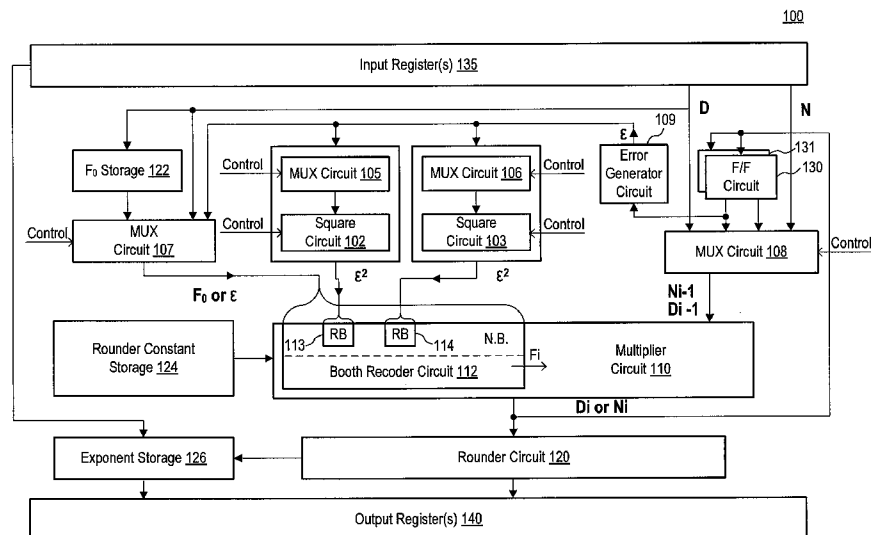 100
Input Register(s) 135
D
N
ε
109
131
130
F₀ Storage 122
Control
MUX Circuit 105
MUX Circuit 106
Control
Error
Generator
Circuit
F/F
Circuit
Control
MUX
Circuit 107
Control
Square
Circuit 102
Square
Circuit 103
Control
MUX Circuit 108
Control
F₀ or ε
ε²
ε²
Ni-1
Di -1
113
RB
RB
114
N.B.
Rounder Constant
Storage 124
Booth Recoder Circuit 112
Fi
Multiplier
Circuit 110
Di or Ni
Exponent Storage 126
Rounder Circuit 120
Output Register(s) 140